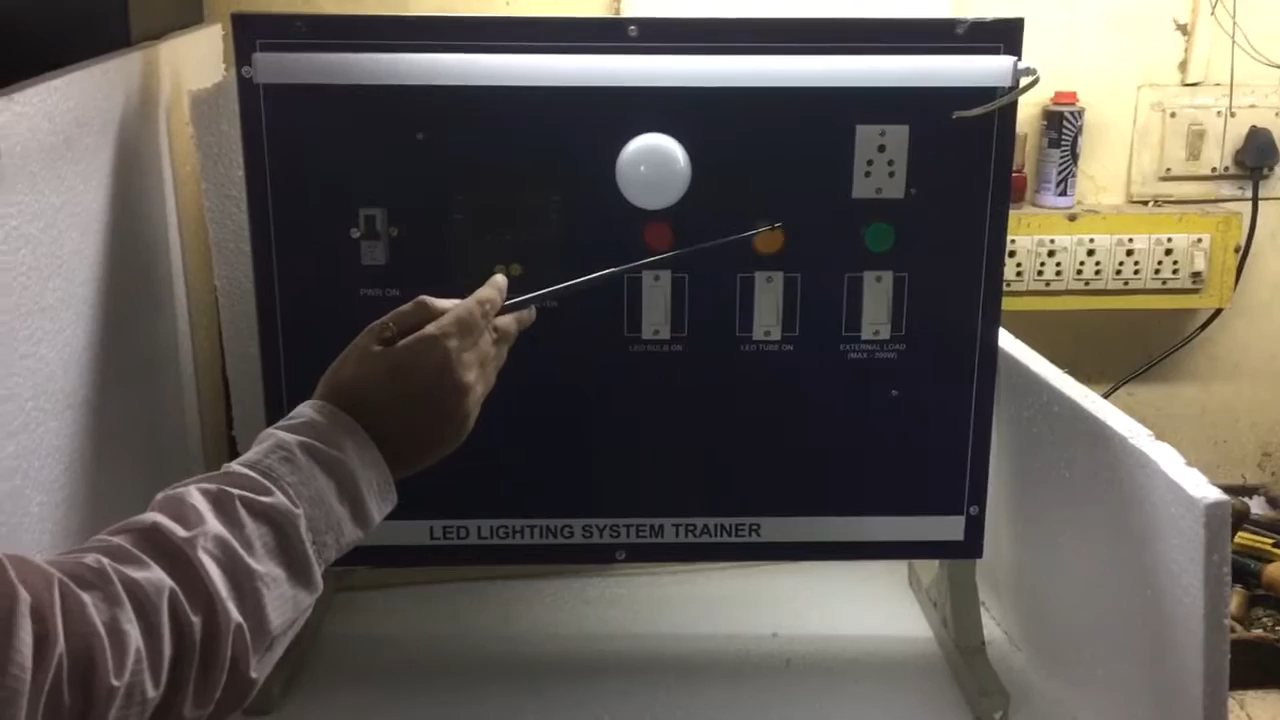 PWR ON
LED BULB ON
LED TUBE ON
EXTERNAL LOAD
(MAX - 200W)
LED LIGHTING SYSTEM TRAINER